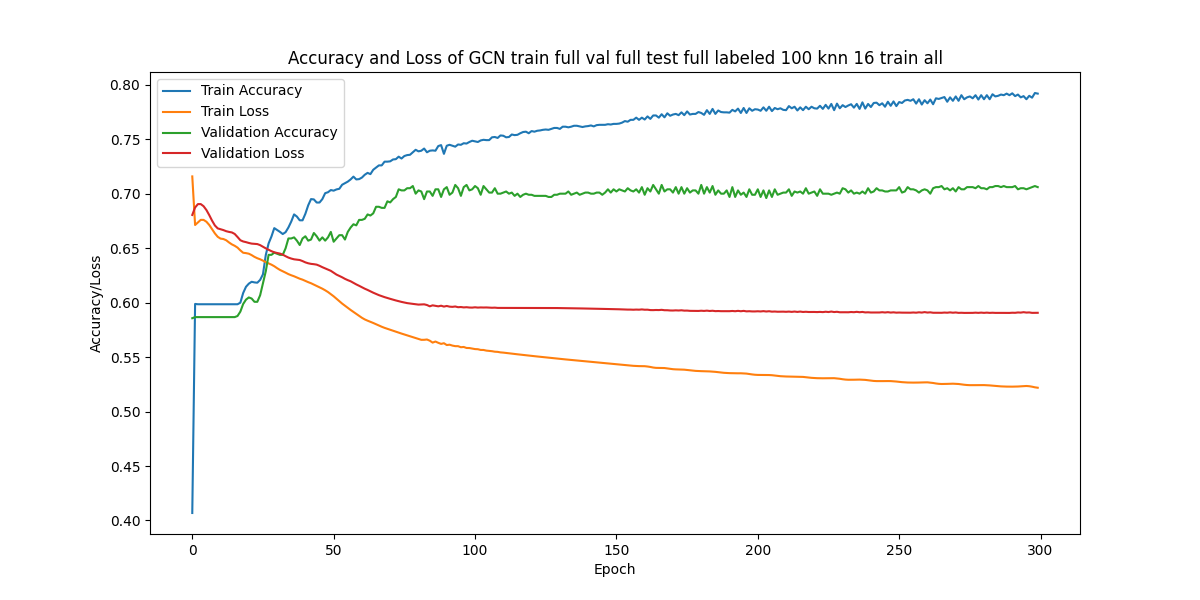 Accuracy and Loss of GCN train full val full test full labeled 100 knn 16 train all
Train Accuracy
Train Loss
Validation Accuracy
Validation Loss
Accuracy/Loss
0.80
0.75
0.70
0.65
0.60
0.55
0.50
0.45
0.40
0 50 100 150 200 250 300
Epoch